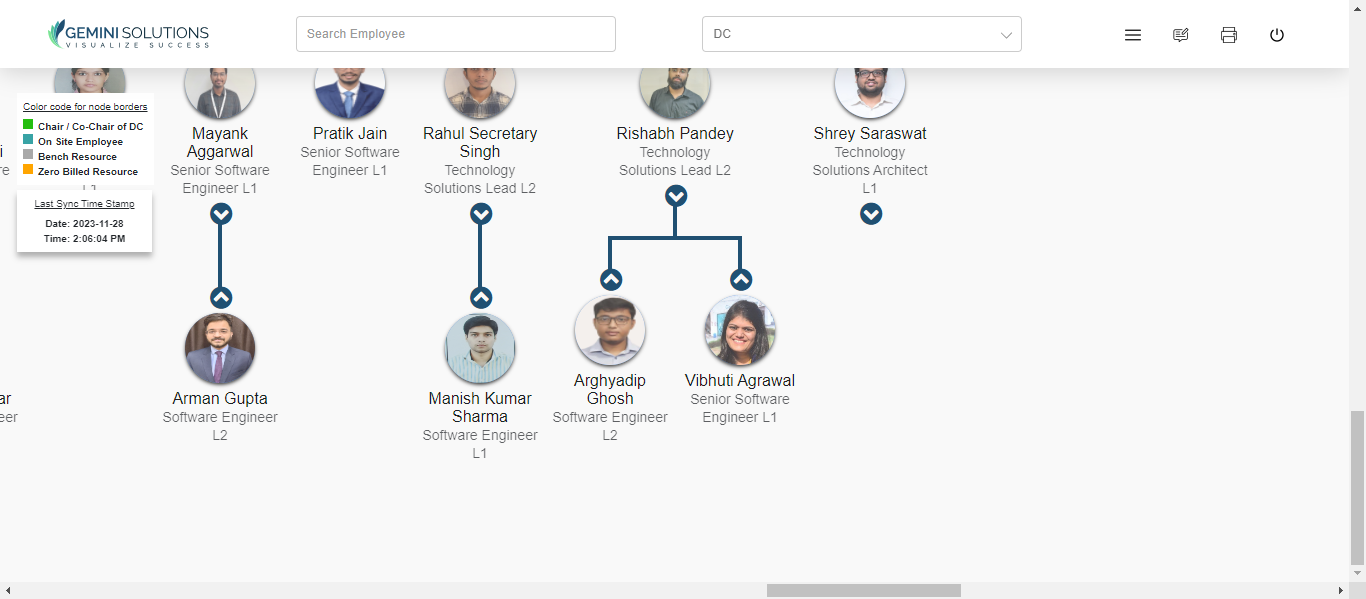 GEMINI SOLUTIONS
VISUALIZE SUCCESS
Search Employee
DC
Color code for node borders
Chair / Co-Chair of DC
On Site Employee
Bench Resource
Zero Billed Resource
Last Sync Time Stamp
Date: 2023-11-28
Time: 2:06:04 PM
Mayank
Aggarwal
Senior Software
Engineer L1
Pratik Jain
Senior Software
Engineer L1
Rahul Secretary
Singh
Technology
Solutions Lead L2
Rishabh Pandey
Technology
Solutions Lead L2
Shrey Saraswat
Technology
Solutions Architect
L1
Arman Gupta
Software Engineer
L2
Manish Kumar
Sharma
Software Engineer
L1
Arghyadip
Ghosh
Software Engineer
L2
Vibhuti Agrawal
Senior Software
Engineer L1